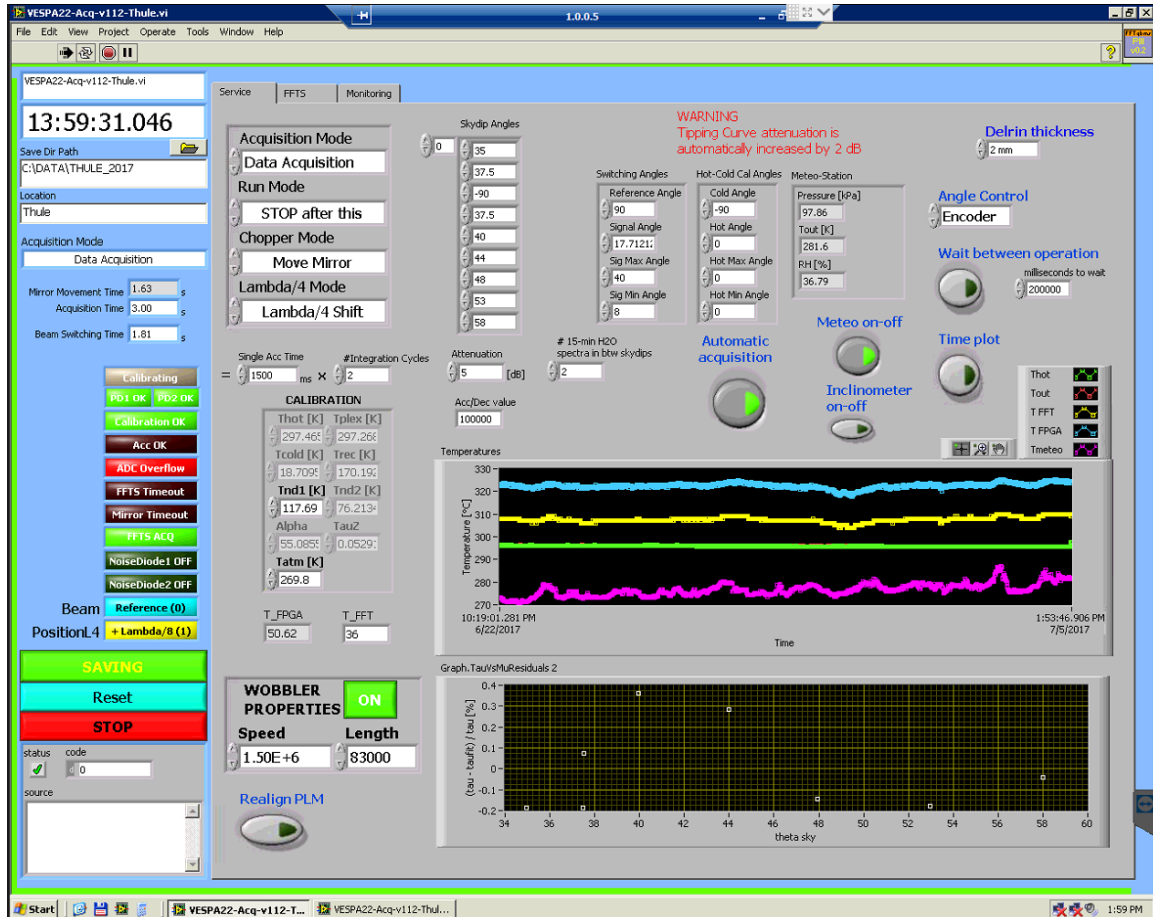 VESPA22-Acq-v112-Thule.vi
1.0.0.5
File Edit View Project Operate Tools Window Help
VESPA22-Acq-v112-Thule.vi
13:59:31.046
Save Dir Path
C:\DATA\THULE_2017
Location
Thule
Acquisition Mode
Data Acquisition
Mirror Movement Time 1.63 s
Acquisition Time 3.00 s
Beam Switching Time 1.81 s
Calibrating
PD1 OK PD2 OK
Calibration OK
Acc OK
ADC Overflow
FFTS Timeout
Mirror Timeout
FFTS ACQ
NoiseDiode1 OFF
NoiseDiode2 OFF
Beam Reference (0)
PositionL4 +Lambda/8 (1)
SAVING
Reset
STOP
status code
0
source
Service FFTS Monitoring
Acquisition Mode
Data Acquisition
Run Mode
STOP after this
Chopper Mode
Move Mirror
Lambda/4 Mode
Lambda/4 Shift
Skydip Angles
0 35
37.5
-90
37.5
40
44
48
53
58
WARNING
Tipping Curve attenuation is
automatically increased by 2 dB
Delrin thickness
2 mm
Switching Angles
Reference Angle
90
Signal Angle
17.7121
Sig Max Angle
40
Sig Min Angle
8
Hot-Cold Cal Angles
Cold Angle
-90
Hot Angle
0
Hot Max Angle
0
Hot Min Angle
0
Meteo-Station
Pressure [kPa]
97.86
Tout [K]
281.6
RH [%]
36.79
Angle Control
Encoder
Wait between operation
milliseconds to wait
200000
Single Acc Time #Integration Cycles
= 1500 ms X 2
Attenuation
5 [dB]
# 15-min H2O
spectra in btw skydips
2
Acc/Dec value
100000
Automatic
acquisition
Meteo on-off
Inclinometer
on-off
Time plot
Thot
Tout
T FFT
T FPGA
Tmeteo
CALIBRATION
Thot [K] Tplex [K]
297.465 297.268
Tcold [K] Trec [K]
18.7095 170.192
Tnd1 [K] Tnd2 [K]
117.69 76.2134
Alpha TauZ
55.0855 0.0529
Tatm [K]
269.8
T_FPGA T_FFT
50.62 36
Temperatures
330
320
310
300
290
280
270
Temperature [°C]
10:19:01.281 PM
6/22/2017
1:53:46.906 PM
7/5/2017
Time
WOBBLER
PROPERTIES ON
Speed Length
1.50E+6 83000
Realign PLM
Graph.TauVsMuResiduals 2
0.4
0.3
0.2
0.1
0
-0.1
-0.2
(tau - taufit) / tau [%]
34 36 38 40 42 44 46 48 50 52 54 56 58 60
theta sky
Start VESPA22-Acq-v112-T... VESPA22-Acq-v112-Thul... 1:59 PM